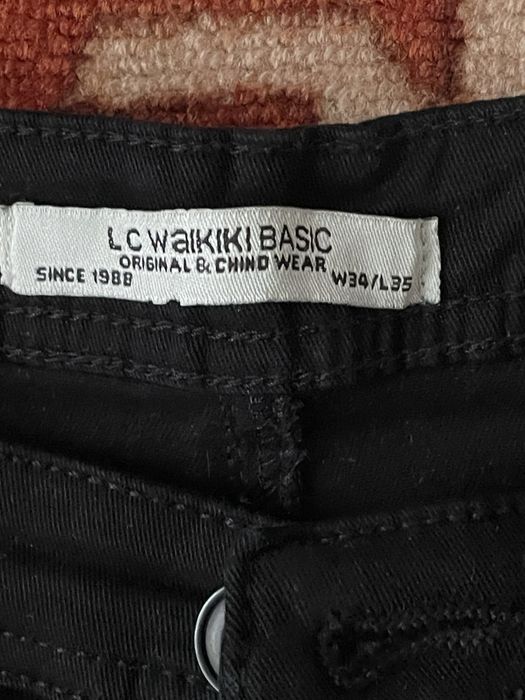 LC WAIKIKI BASIC
ORIGINAL & CHINO WEAR
SINCE 1988 W34/L35